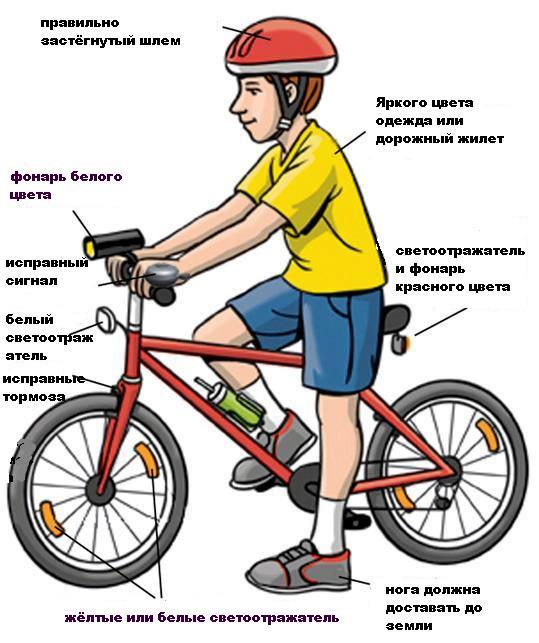 правильно
застёгнутый шлем
Яркого цвета
одежда или
дорожный жилет
фонарь белого
цвета
исправный
сигнал
светоотражатель
и фонарь
красного цвета
белый
светоотраж
атель
исправные
тормоза
жёлтые или белые светоотражатель
нога должна
доставать до
земли